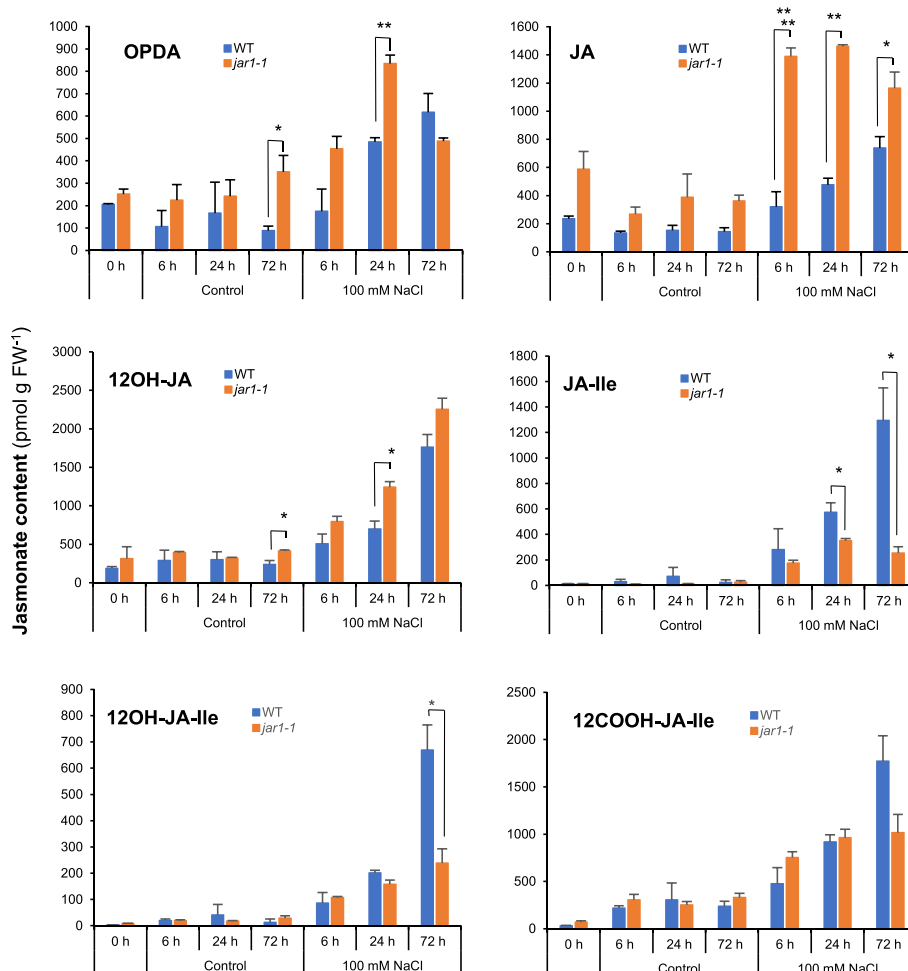 Jasmonate content (pmol g FW⁻¹)
OPDA
WT
jar1-1
1000
900
800
700
600
500
400
300
200
100
0
*
**
0 h 6 h 24 h 72 h 6 h 24 h 72 h
Control 100 mM NaCl
JA
WT
jar1-1
1600
1400
1200
1000
800
600
400
200
0
**
**
**
*
0 h 6 h 24 h 72 h 6 h 24 h 72 h
Control 100 mM NaCl
12OH-JA
WT
jar1-1
3000
2500
2000
1500
1000
500
0
*
*
0 h 6 h 24 h 72 h 6 h 24 h 72 h
Control 100 mM NaCl
JA-Ile
WT
jar1-1
1800
1600
1400
1200
1000
800
600
400
200
0
*
*
0 h 6 h 24 h 72 h 6 h 24 h 72 h
Control 100 mM NaCl
12OH-JA-Ile
WT
jar1-1
900
800
700
600
500
400
300
200
100
0
*
0 h 6 h 24 h 72 h 6 h 24 h 72 h
Control 100 mM NaCl
12COOH-JA-Ile
WT
jar1-1
2500
2000
1500
1000
500
0
0 h 6 h 24 h 72 h 6 h 24 h 72 h
Control 100 mM NaCl